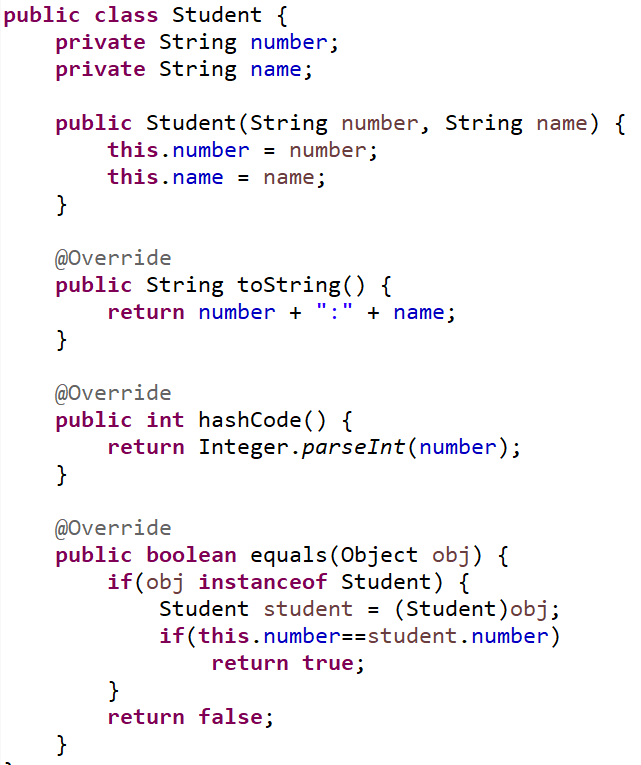 public class Student {
    private String number;
    private String name;

    public Student(String number, String name) {
        this.number = number;
        this.name = name;
    }

    @Override
    public String toString() {
        return number + ":" + name;
    }

    @Override
    public int hashCode() {
        return Integer.parseInt(number);
    }

    @Override
    public boolean equals(Object obj) {
        if(obj instanceof Student) {
            Student student = (Student)obj;
            if(this.number==student.number)
                return true;
        }
        return false;
    }